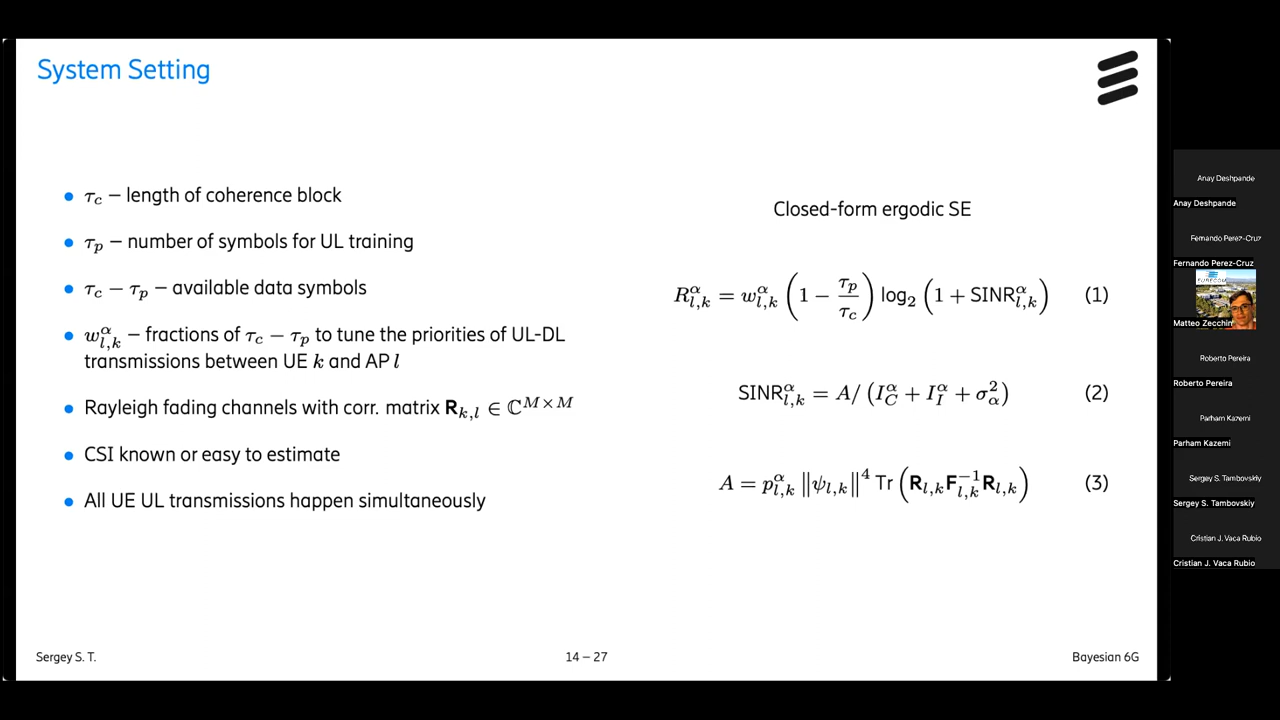 System Setting
• τ_c – length of coherence block
• τ_p – number of symbols for UL training
• τ_c − τ_p – available data symbols
• w^α_{l,k} – fractions of τ_c − τ_p to tune the priorities of UL-DL
transmissions between UE k and AP l
• Rayleigh fading channels with corr. matrix R_{k,l} ∈ ℂ^{M×M}
• CSI known or easy to estimate
• All UE UL transmissions happen simultaneously
Closed-form ergodic SE
R^α_{l,k} = w^α_{l,k} (1 − τ_p/τ_c) log_2 (1 + SINR^α_{l,k}) (1)
SINR^α_{l,k} = A/ (I^α_C + I^α_I + σ^2_α) (2)
A = p^α_{l,k} ‖ψ_{l,k}‖^4 Tr (R_{l,k} F^{−1}_{l,k} R_{l,k}) (3)
Sergey S. T.
14 – 27
Bayesian 6G
Anay Deshpande
Anay Deshpande
Fernando Perez-Cruz
Fernando Perez-Cruz
Matteo Zecchin
Roberto Pereira
Roberto Pereira
Parham Kazemi
Parham Kazemi
Sergey S. Tambovskiy
Sergey S. Tambovskiy
Cristian J. Vaca Rubio
Cristian J. Vaca Rubio